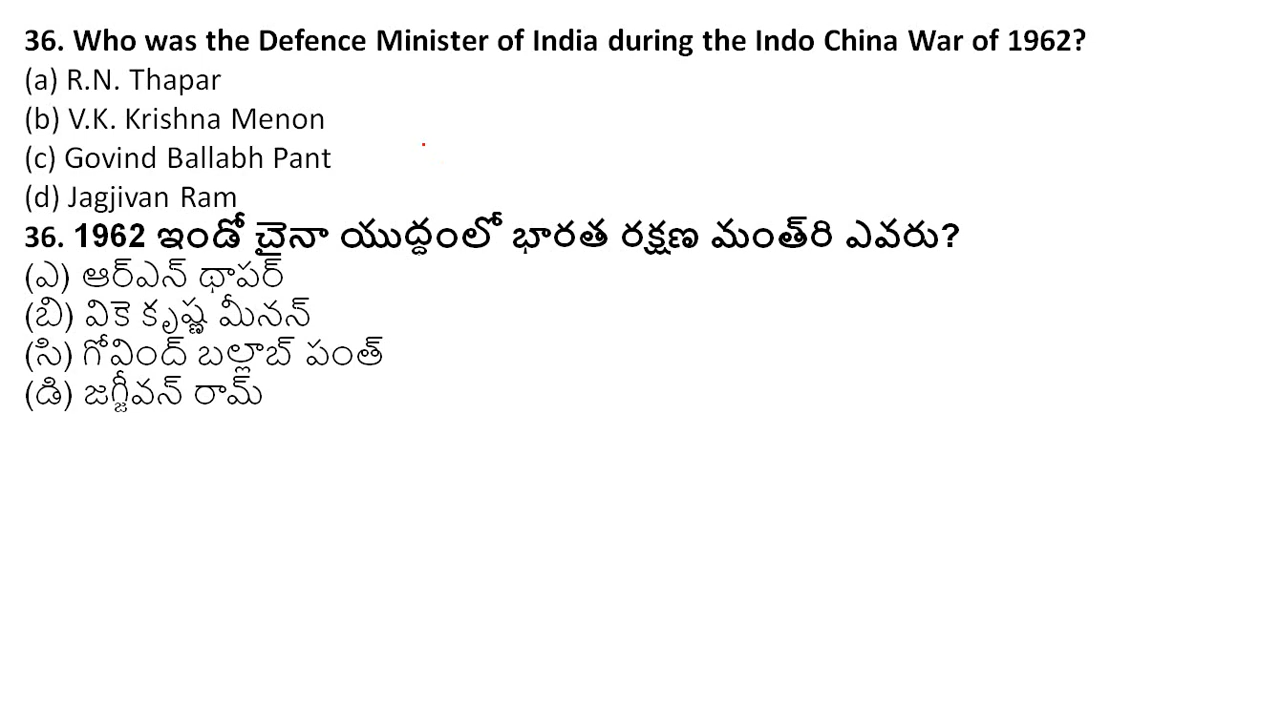 36. Who was the Defence Minister of India during the Indo China War of 1962?
(a) R.N. Thapar
(b) V.K. Krishna Menon
(c) Govind Ballabh Pant
(d) Jagjivan Ram
36. 1962 ఇండో చైనా యుద్ధంలో భారత రక్షణ మంత్‌రి ఎవరు?
(ఎ) ఆర్ఎన్ థాపర్
(బి) వికె కృష్ణ మీనన్
(సి) గోవింద్ బల్లాబ్ పంత్
(డి) జగ్జీవన్ రామ్